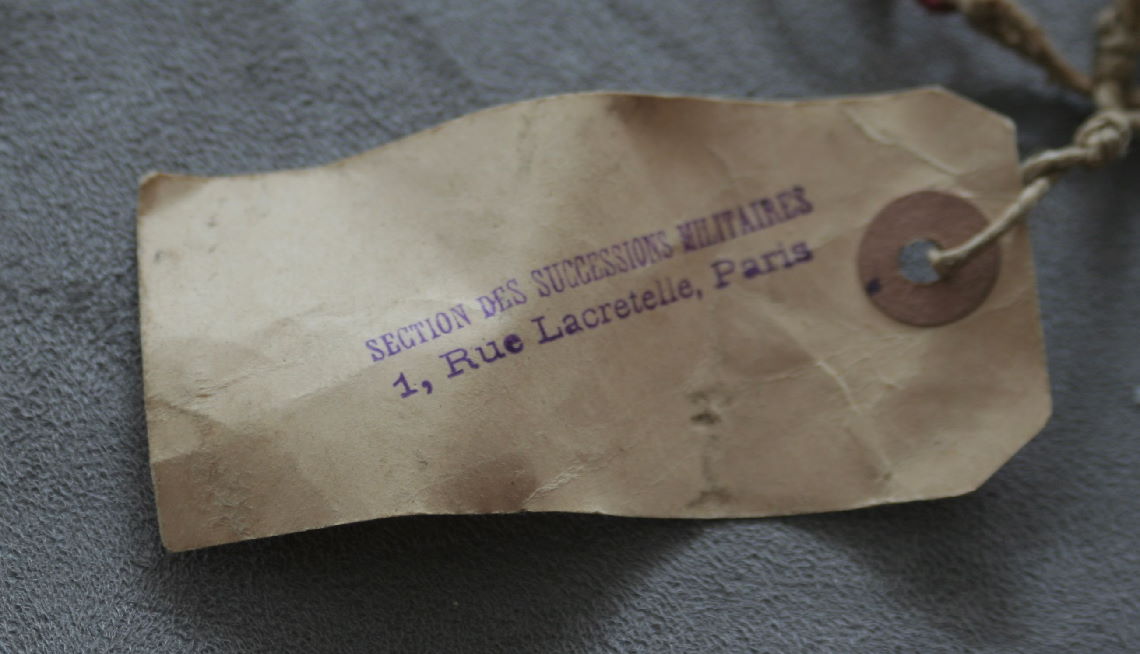 SECTION DES SUCCESSIONS MILITAIRES
1, Rue Lacretelle, Paris